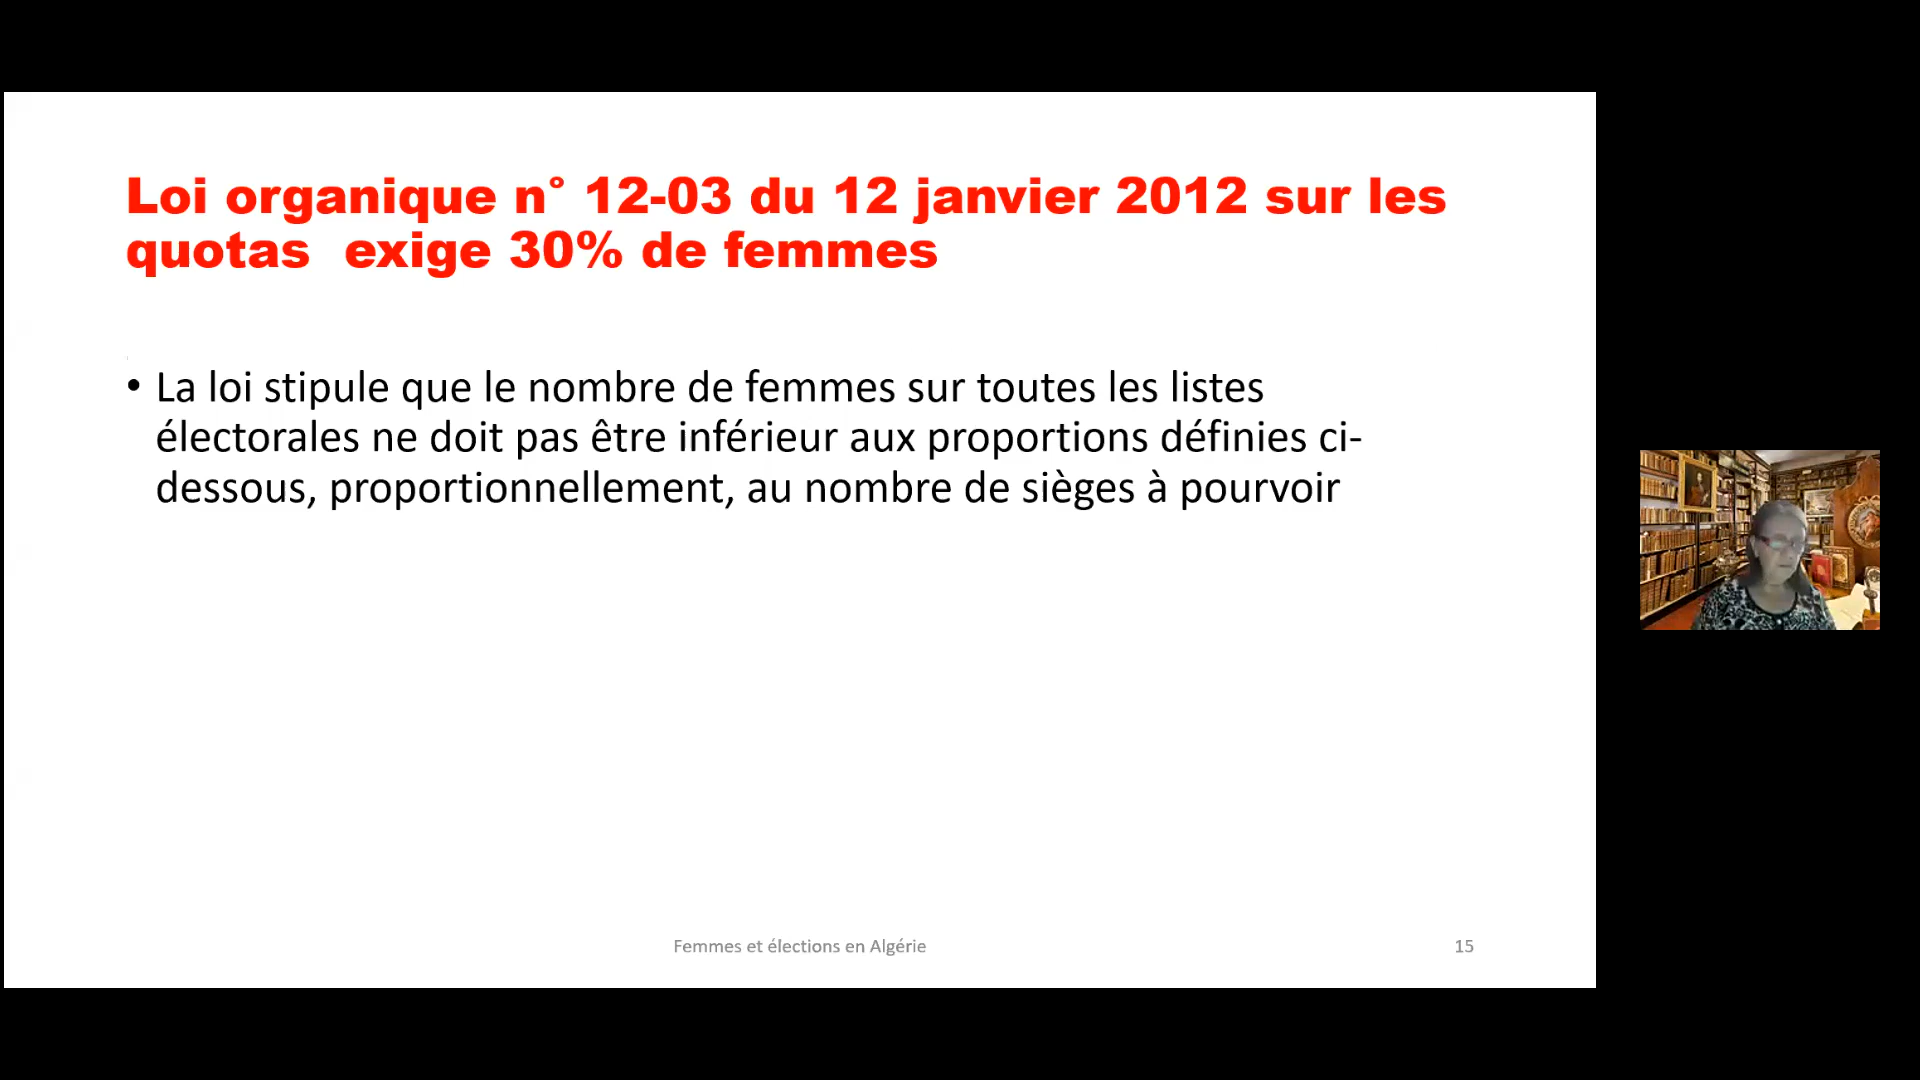 Loi organique n° 12-03 du 12 janvier 2012 sur les
quotas  exige 30% de femmes
• La loi stipule que le nombre de femmes sur toutes les listes
électorales ne doit pas être inférieur aux proportions définies ci-
dessous, proportionnellement, au nombre de sièges à pourvoir
Femmes et élections en Algérie
15